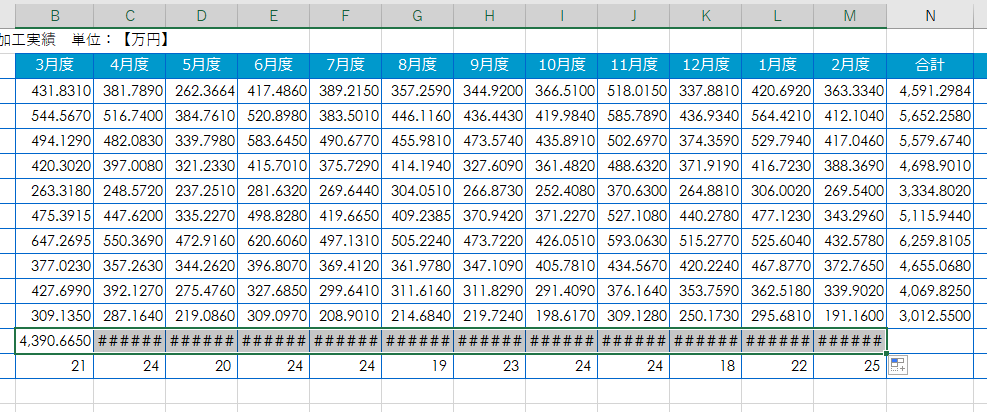 B C D E F G H I J K L M N
加工実績 単位：【万円】
3月度 4月度 5月度 6月度 7月度 8月度 9月度 10月度 11月度 12月度 1月度 2月度 合計
431.8310 381.7890 262.3664 417.4860 389.2150 357.2590 344.9200 366.5100 518.0150 337.8810 420.6920 363.3340 4,591.2984
544.5670 516.7400 384.7610 520.8980 383.5010 446.1160 436.4430 419.9840 585.7890 436.9340 564.4210 412.1040 5,652.2580
494.1290 482.0830 339.7980 583.6450 490.6770 455.9810 473.5740 435.8910 502.6970 374.3590 529.7940 417.0460 5,579.6740
420.3020 397.0080 321.2330 415.7010 375.7290 414.1940 327.6090 361.4820 488.6320 371.9190 416.7230 388.3690 4,698.9010
263.3180 248.5720 237.2510 281.6320 269.6440 304.0510 266.8730 252.4080 370.6300 264.8810 306.0020 269.5400 3,334.8020
475.3915 447.6200 335.2270 498.8280 419.6650 409.2385 370.9420 371.2270 527.1080 440.2780 477.1230 343.2960 5,115.9440
647.2695 550.3690 472.9160 620.6060 497.1310 505.2240 473.7220 426.0510 593.0630 515.2770 525.6040 432.5780 6,259.8105
377.0230 357.2630 344.2620 396.8070 369.4120 361.9780 347.1090 405.7810 434.5670 420.2240 467.8770 372.7650 4,655.0680
427.6990 392.1270 275.4760 327.6850 299.6410 311.6160 311.8290 291.4090 376.1640 353.7590 362.5180 339.9020 4,069.8250
309.1350 287.1640 219.0860 309.0970 208.9010 214.6840 219.7240 198.6170 309.1280 250.1730 295.6810 191.1600 3,012.5500
4,390.6650 ###### ###### ###### ###### ###### ###### ###### ###### ###### ###### ######
21 24 20 24 24 19 23 24 24 18 22 25